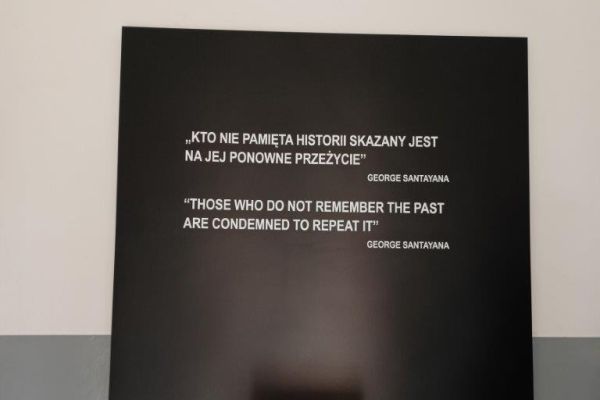 „KTO NIE PAMIĘTA HISTORII SKAZANY JEST
NA JEJ PONOWNE PRZEŻYCIE”
GEORGE SANTAYANA
“THOSE WHO DO NOT REMEMBER THE PAST
ARE CONDEMNED TO REPEAT IT”
GEORGE SANTAYANA